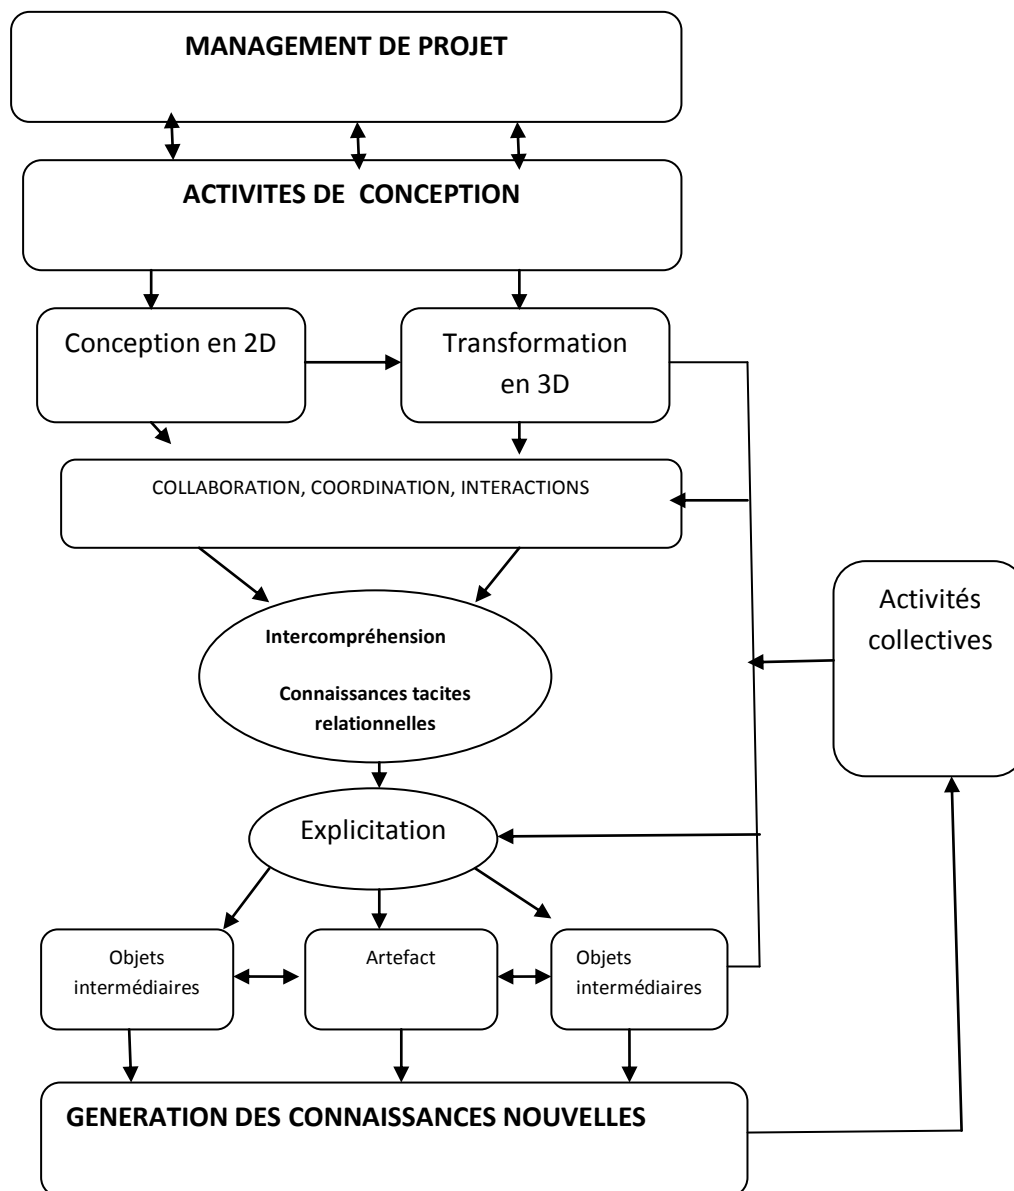 MANAGEMENT DE PROJET
ACTIVITES DE CONCEPTION
Conception en 2D
Transformation
en 3D
COLLABORATION, COORDINATION, INTERACTIONS
Intercompréhension
Connaissances tacites
relationnelles
Activités
collectives
Explicitation
Objets
intermédiaires
Artefact
Objets
intermédiaires
GENERATION DES CONNAISSANCES NOUVELLES